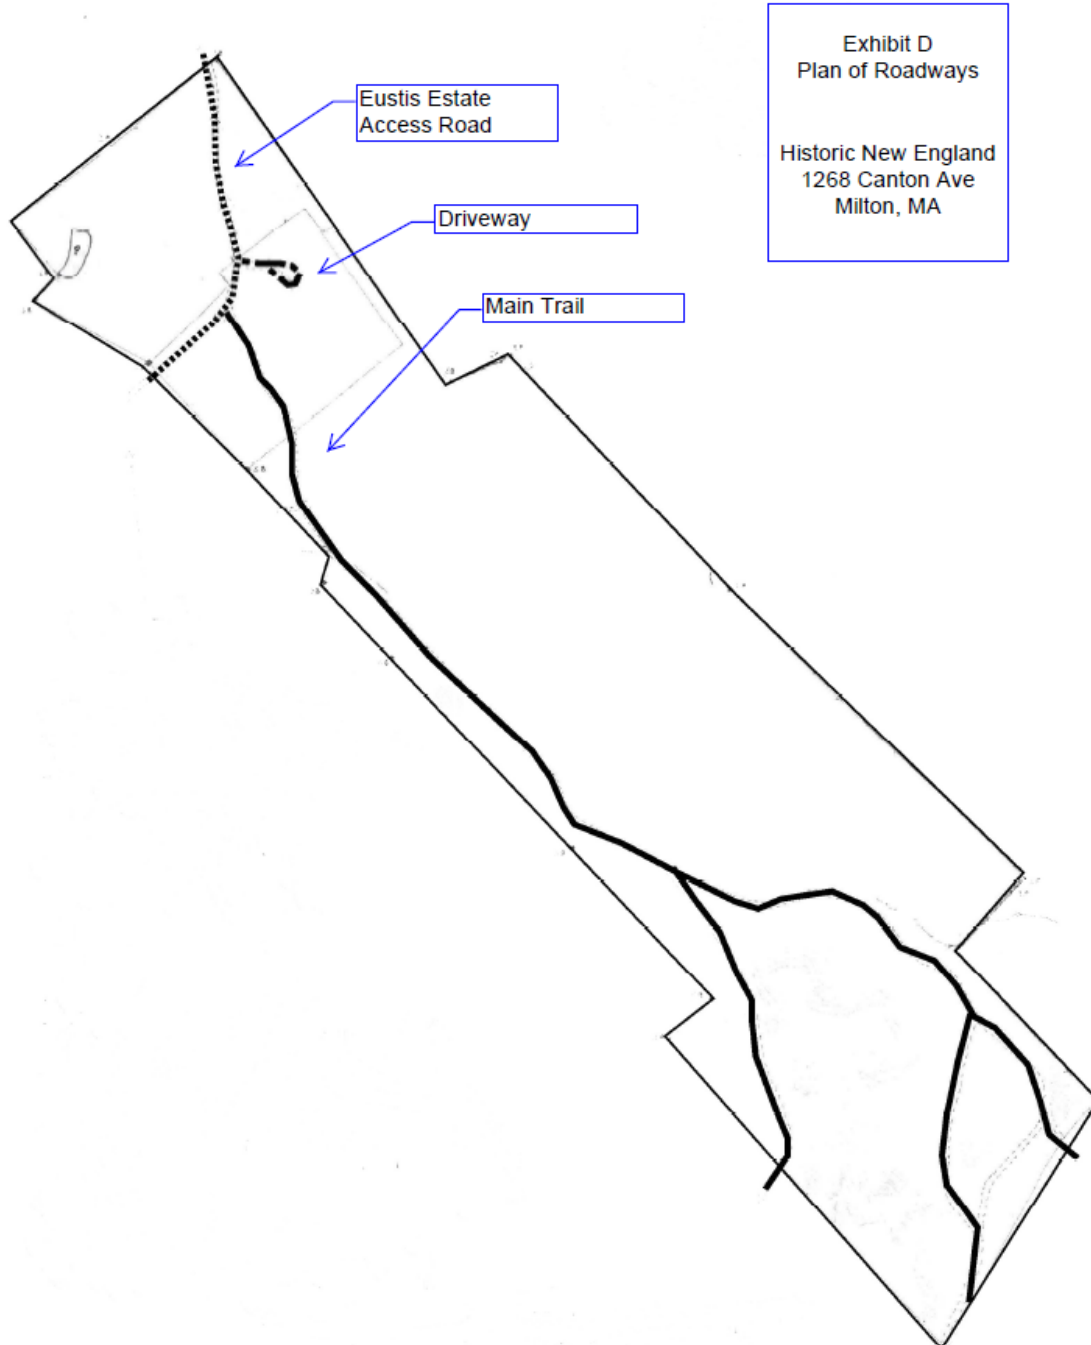 Exhibit D
Plan of Roadways
Historic New England
1268 Canton Ave
Milton, MA
Eustis Estate
Access Road
Driveway
Main Trail